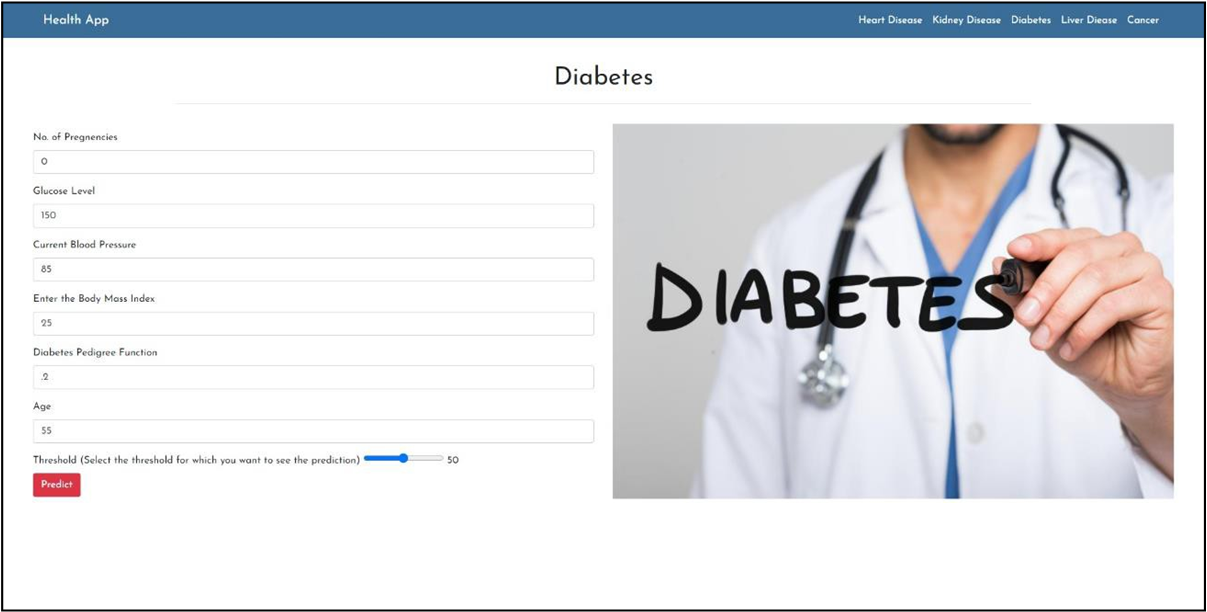 Health App
Heart Disease Kidney Disease Diabetes Liver Diease Cancer
Diabetes
No. of Pregnencies
0
Glucose Level
150
Current Blood Pressure
85
Enter the Body Mass Index
25
Diabetes Pedigree Function
.2
Age
55
Threshold (Select the threshold for which you want to see the prediction) 50
Predict
DIABETES